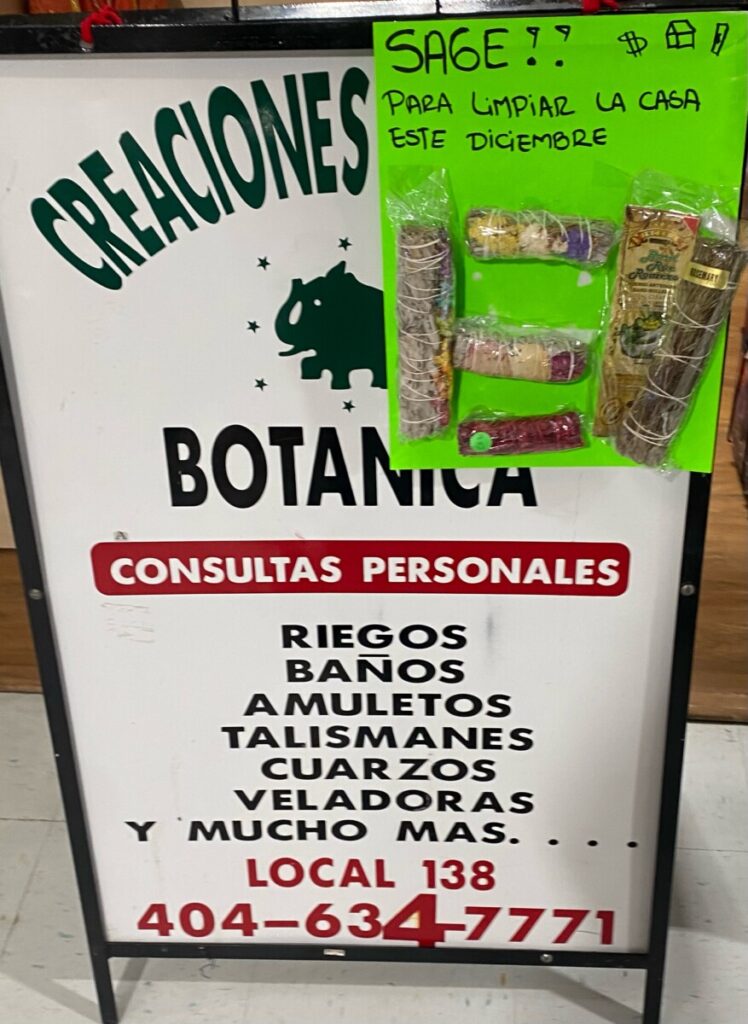 CREACIONES
SAGE!! $
PARA LIMPIAR LA CASA
ESTE DICIEMBRE
ROSEMARY
BOTANICA
CONSULTAS PERSONALES
RIEGOS
BAÑOS
AMULETOS
TALISMANES
CUARZOS
VELADORAS
Y MUCHO MAS. . . .
LOCAL 138
404-634-7771